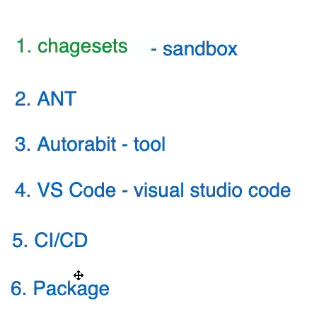 1. chagesets - sandbox
2. ANT
3. Autorabit - tool
4. VS Code - visual studio code
5. CI/CD
6. Package